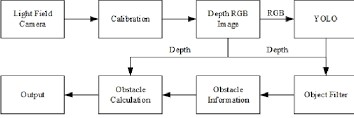 Light Field
Camera
Calibration
Depth RGB
Image
RGB
YOLO
Depth
Depth
Output
Obstacle
Calculation
Obstacle
Information
Object Filter